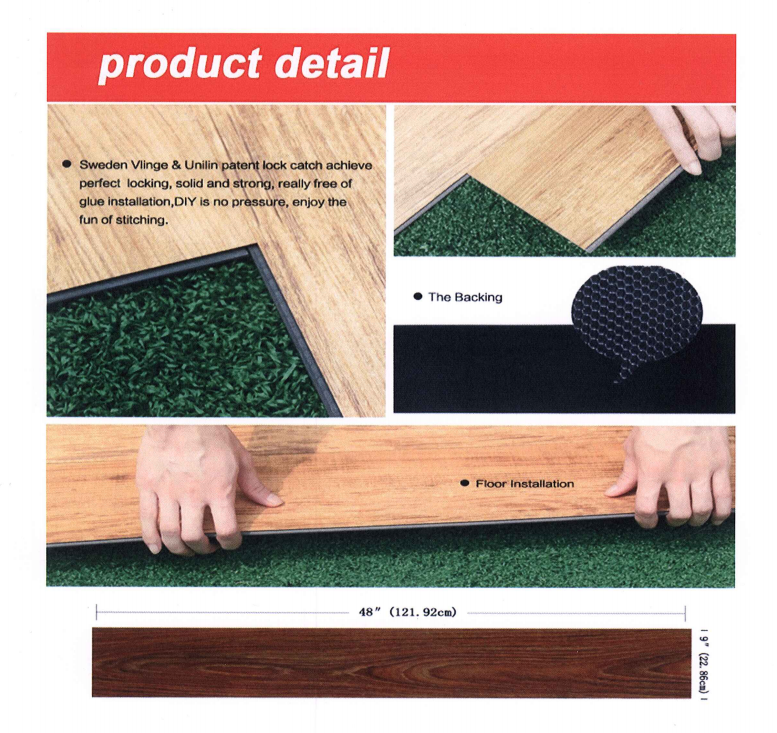 product detail
● Sweden Vlinge & Unilin patent lock catch achieve
perfect locking, solid and strong, really free of
glue installation,DIY is no pressure, enjoy the
fun of stitching.
● The Backing
● Floor Installation
48" (121.92cm)
9" (22.86cm)